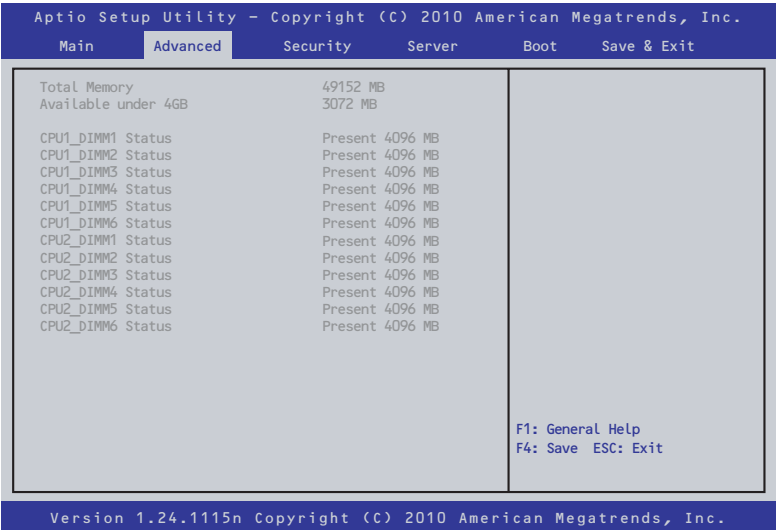 Aptio Setup Utility – Copyright (C) 2010 American Megatrends, Inc.
Main Advanced Security Server Boot Save & Exit
Total Memory 49152 MB
Available under 4GB 3072 MB
CPU1_DIMM1 Status Present 4096 MB
CPU1_DIMM2 Status Present 4096 MB
CPU1_DIMM3 Status Present 4096 MB
CPU1_DIMM4 Status Present 4096 MB
CPU1_DIMM5 Status Present 4096 MB
CPU1_DIMM6 Status Present 4096 MB
CPU2_DIMM1 Status Present 4096 MB
CPU2_DIMM2 Status Present 4096 MB
CPU2_DIMM3 Status Present 4096 MB
CPU2_DIMM4 Status Present 4096 MB
CPU2_DIMM5 Status Present 4096 MB
CPU2_DIMM6 Status Present 4096 MB
F1: General Help
F4: Save ESC: Exit
Version 1.24.1115n Copyright (C) 2010 American Megatrends, Inc.